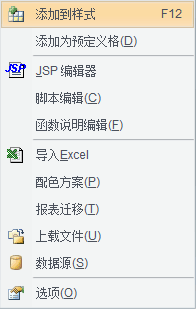 添加到样式 F12
添加为预定义格(D)
JSP JSP 编辑器
脚本编辑(C)
函数说明编辑(F)
导入Excel
配色方案(P)
报表迁移(T)
上载文件(U)
数据源(S)
选项(O)